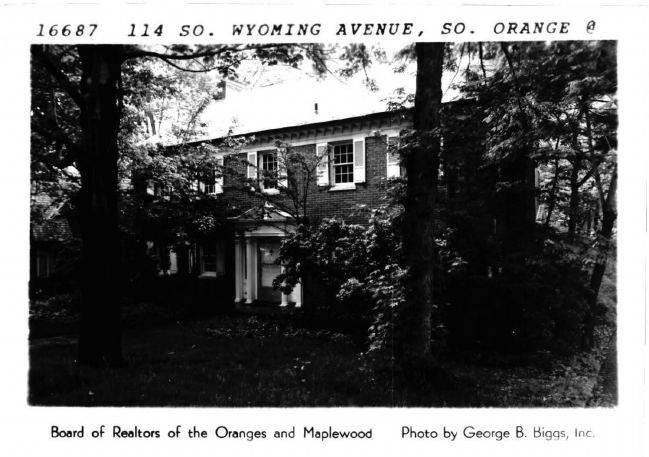 16687 114 SO. WYOMING AVENUE, SO. ORANGE @
Board of Realtors of the Oranges and Maplewood Photo by George B. Biggs, Inc.